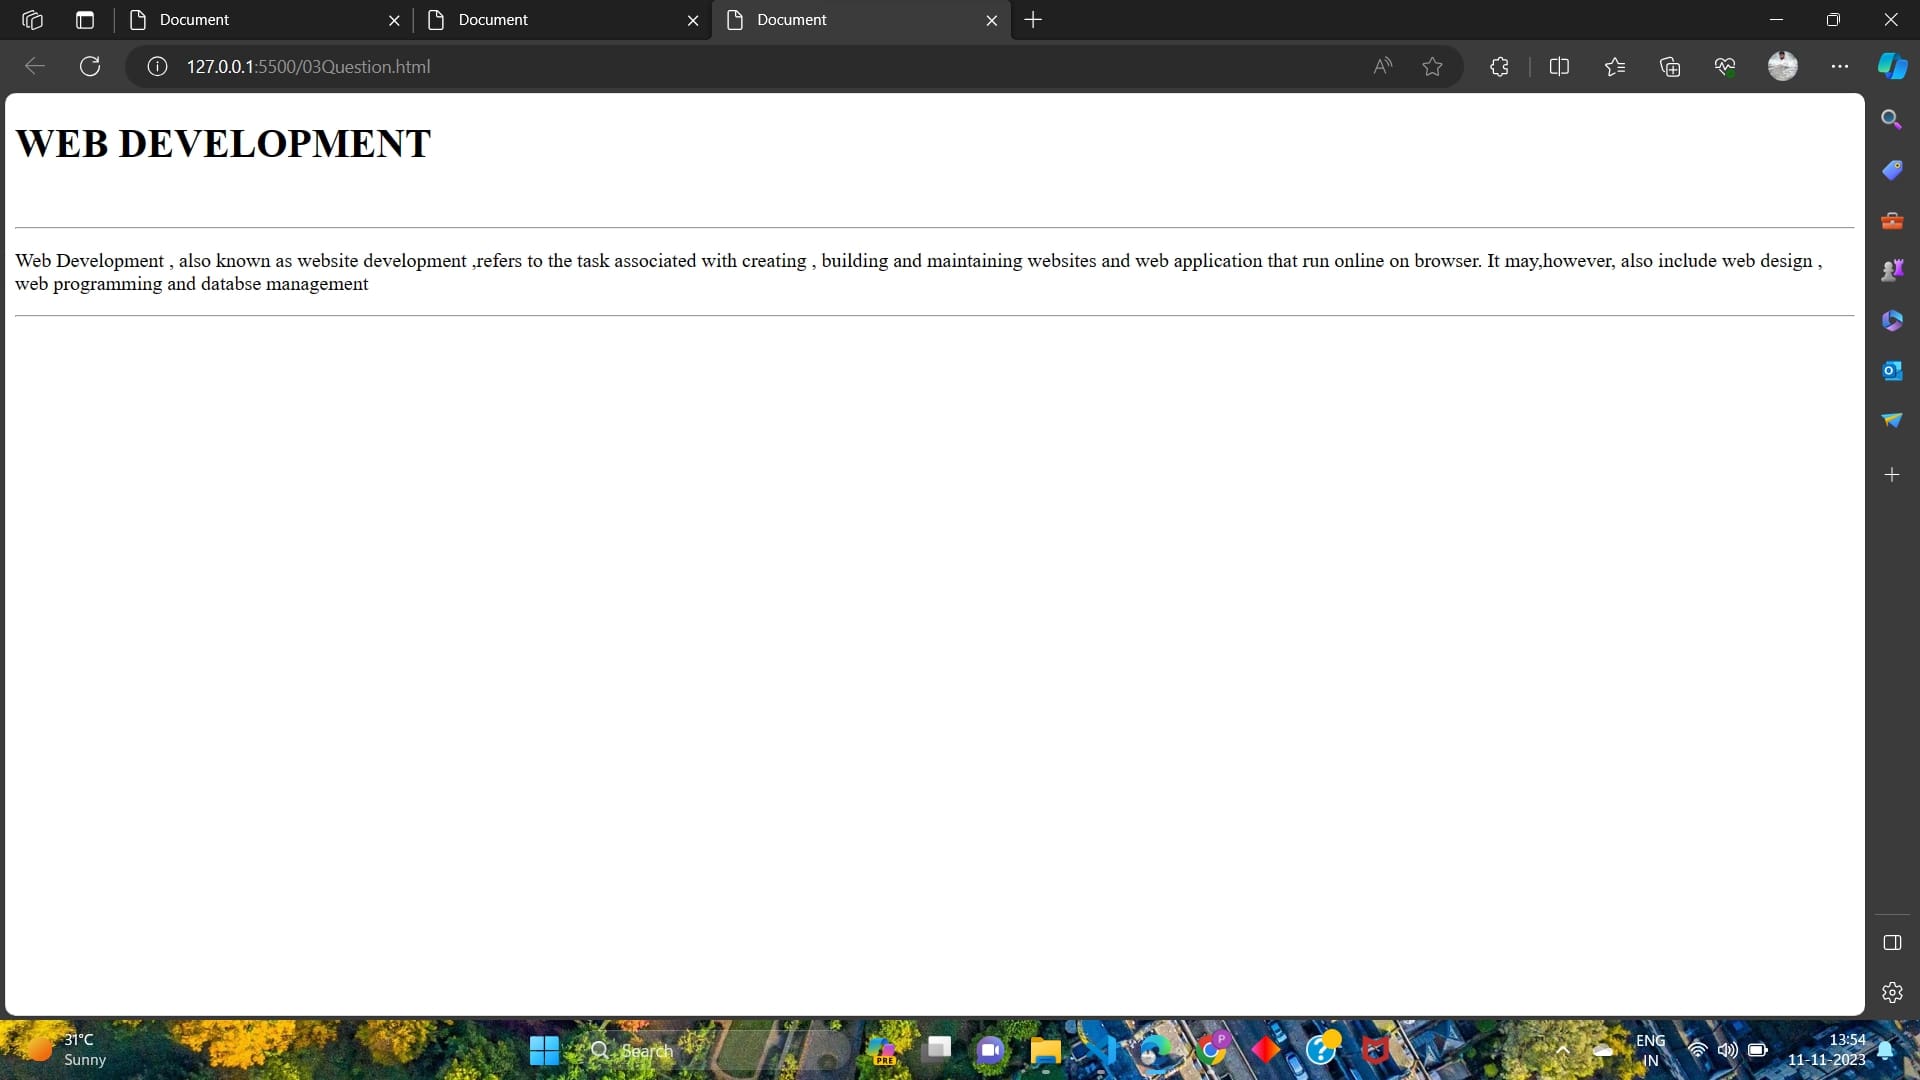 Document
Document
Document
127.0.0.1:5500/03Question.html
WEB DEVELOPMENT
Web Development , also known as website development ,refers to the task associated with creating , building and maintaining websites and web application that run online on browser. It may,however, also include web design ,
web programming and databse management
31°C
Sunny
Search
PRE
P
ENG
IN
13:54
11-11-2023